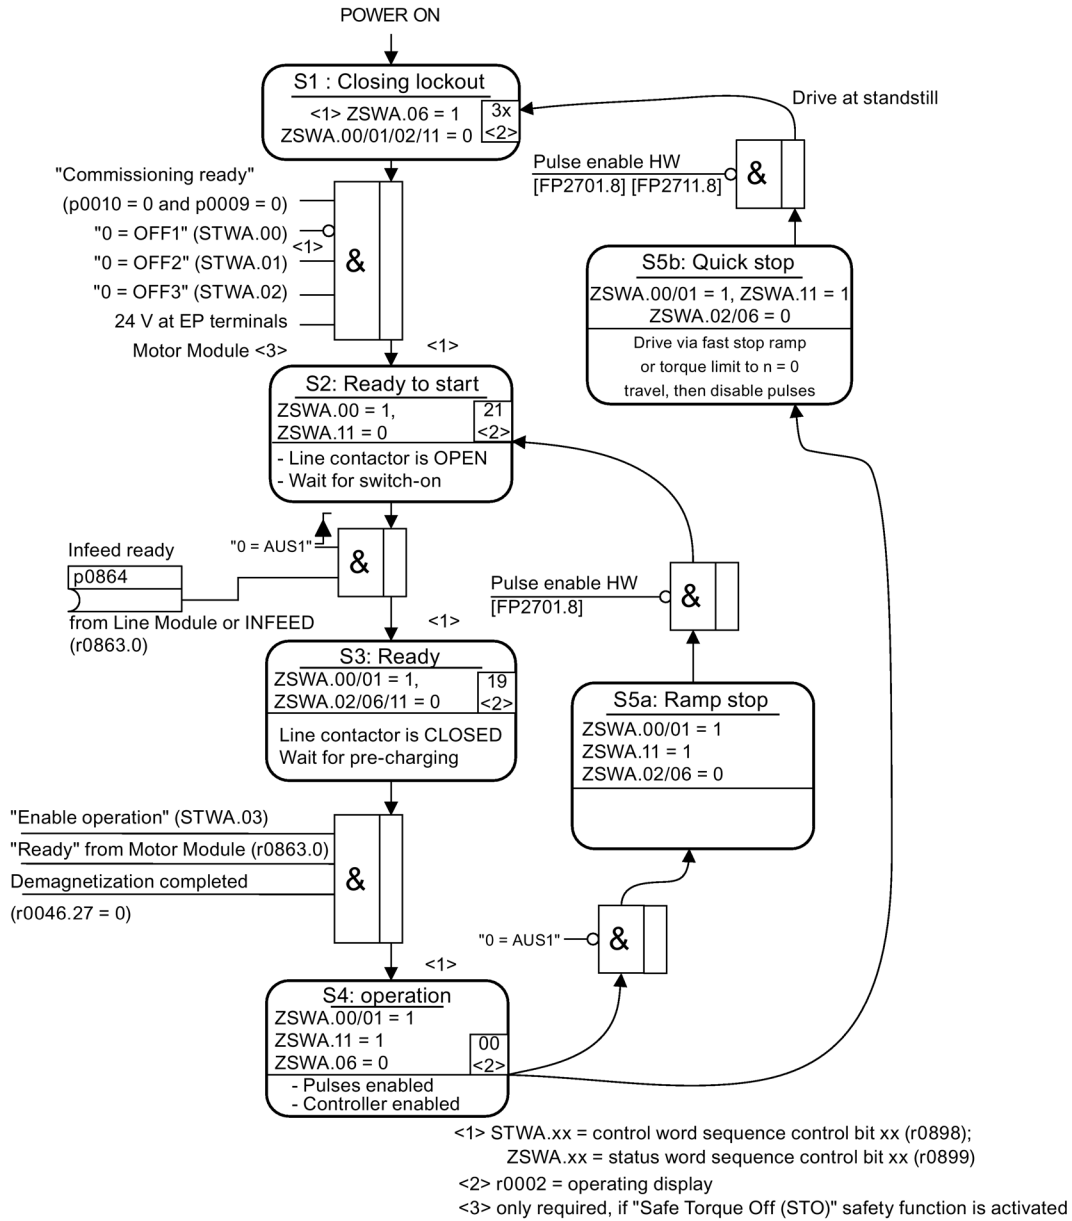 POWER ON
S1 : Closing lockout
<1> ZSWA.06 = 1
ZSWA.00/01/02/11 = 0
3x
<2>
Drive at standstill
&
Pulse enable HW
[FP2701.8] [FP2711.8]
"Commissioning ready"
(p0010 = 0 and p0009 = 0)
"0 = OFF1" (STWA.00)
<1>
"0 = OFF2" (STWA.01)
"0 = OFF3" (STWA.02)
24 V at EP terminals
Motor Module <3>
&
<1>
S5b: Quick stop
ZSWA.00/01 = 1, ZSWA.11 = 1
ZSWA.02/06 = 0
Drive via fast stop ramp
or torque limit to n = 0
travel, then disable pulses
S2: Ready to start
ZSWA.00 = 1,
ZSWA.11 = 0
21
<2>
- Line contactor is OPEN
- Wait for switch-on
"0 = AUS1"
&
Infeed ready
p0864
from Line Module or INFEED
(r0863.0)
<1>
Pulse enable HW
[FP2701.8]
&
S3: Ready
ZSWA.00/01 = 1,
ZSWA.02/06/11 = 0
19
<2>
Line contactor is CLOSED
Wait for pre-charging
S5a: Ramp stop
ZSWA.00/01 = 1
ZSWA.11 = 1
ZSWA.02/06 = 0
"Enable operation" (STWA.03)
"Ready" from Motor Module (r0863.0)
Demagnetization completed
(r0046.27 = 0)
&
<1>
"0 = AUS1"
&
S4: operation
ZSWA.00/01 = 1
ZSWA.11 = 1
ZSWA.06 = 0
00
<2>
- Pulses enabled
- Controller enabled
<1> STWA.xx = control word sequence control bit xx (r0898);
ZSWA.xx = status word sequence control bit xx (r0899)
<2> r0002 = operating display
<3> only required, if "Safe Torque Off (STO)" safety function is activated